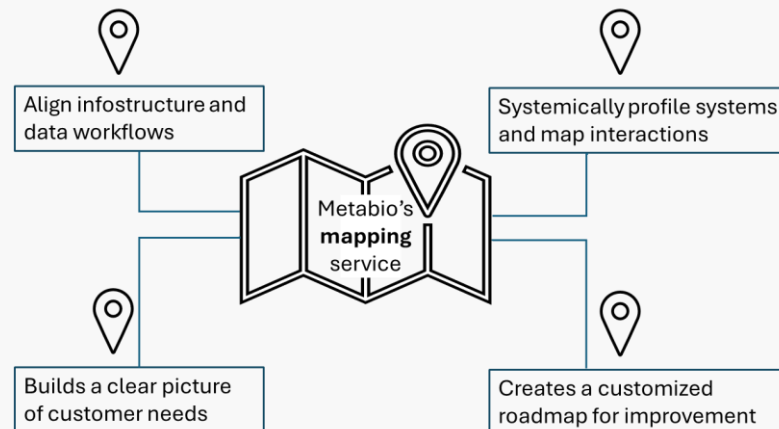 Align infostructure and
data workflows
Systemically profile systems
and map interactions
Metabio's
mapping
service
Builds a clear picture
of customer needs
Creates a customized
roadmap for improvement